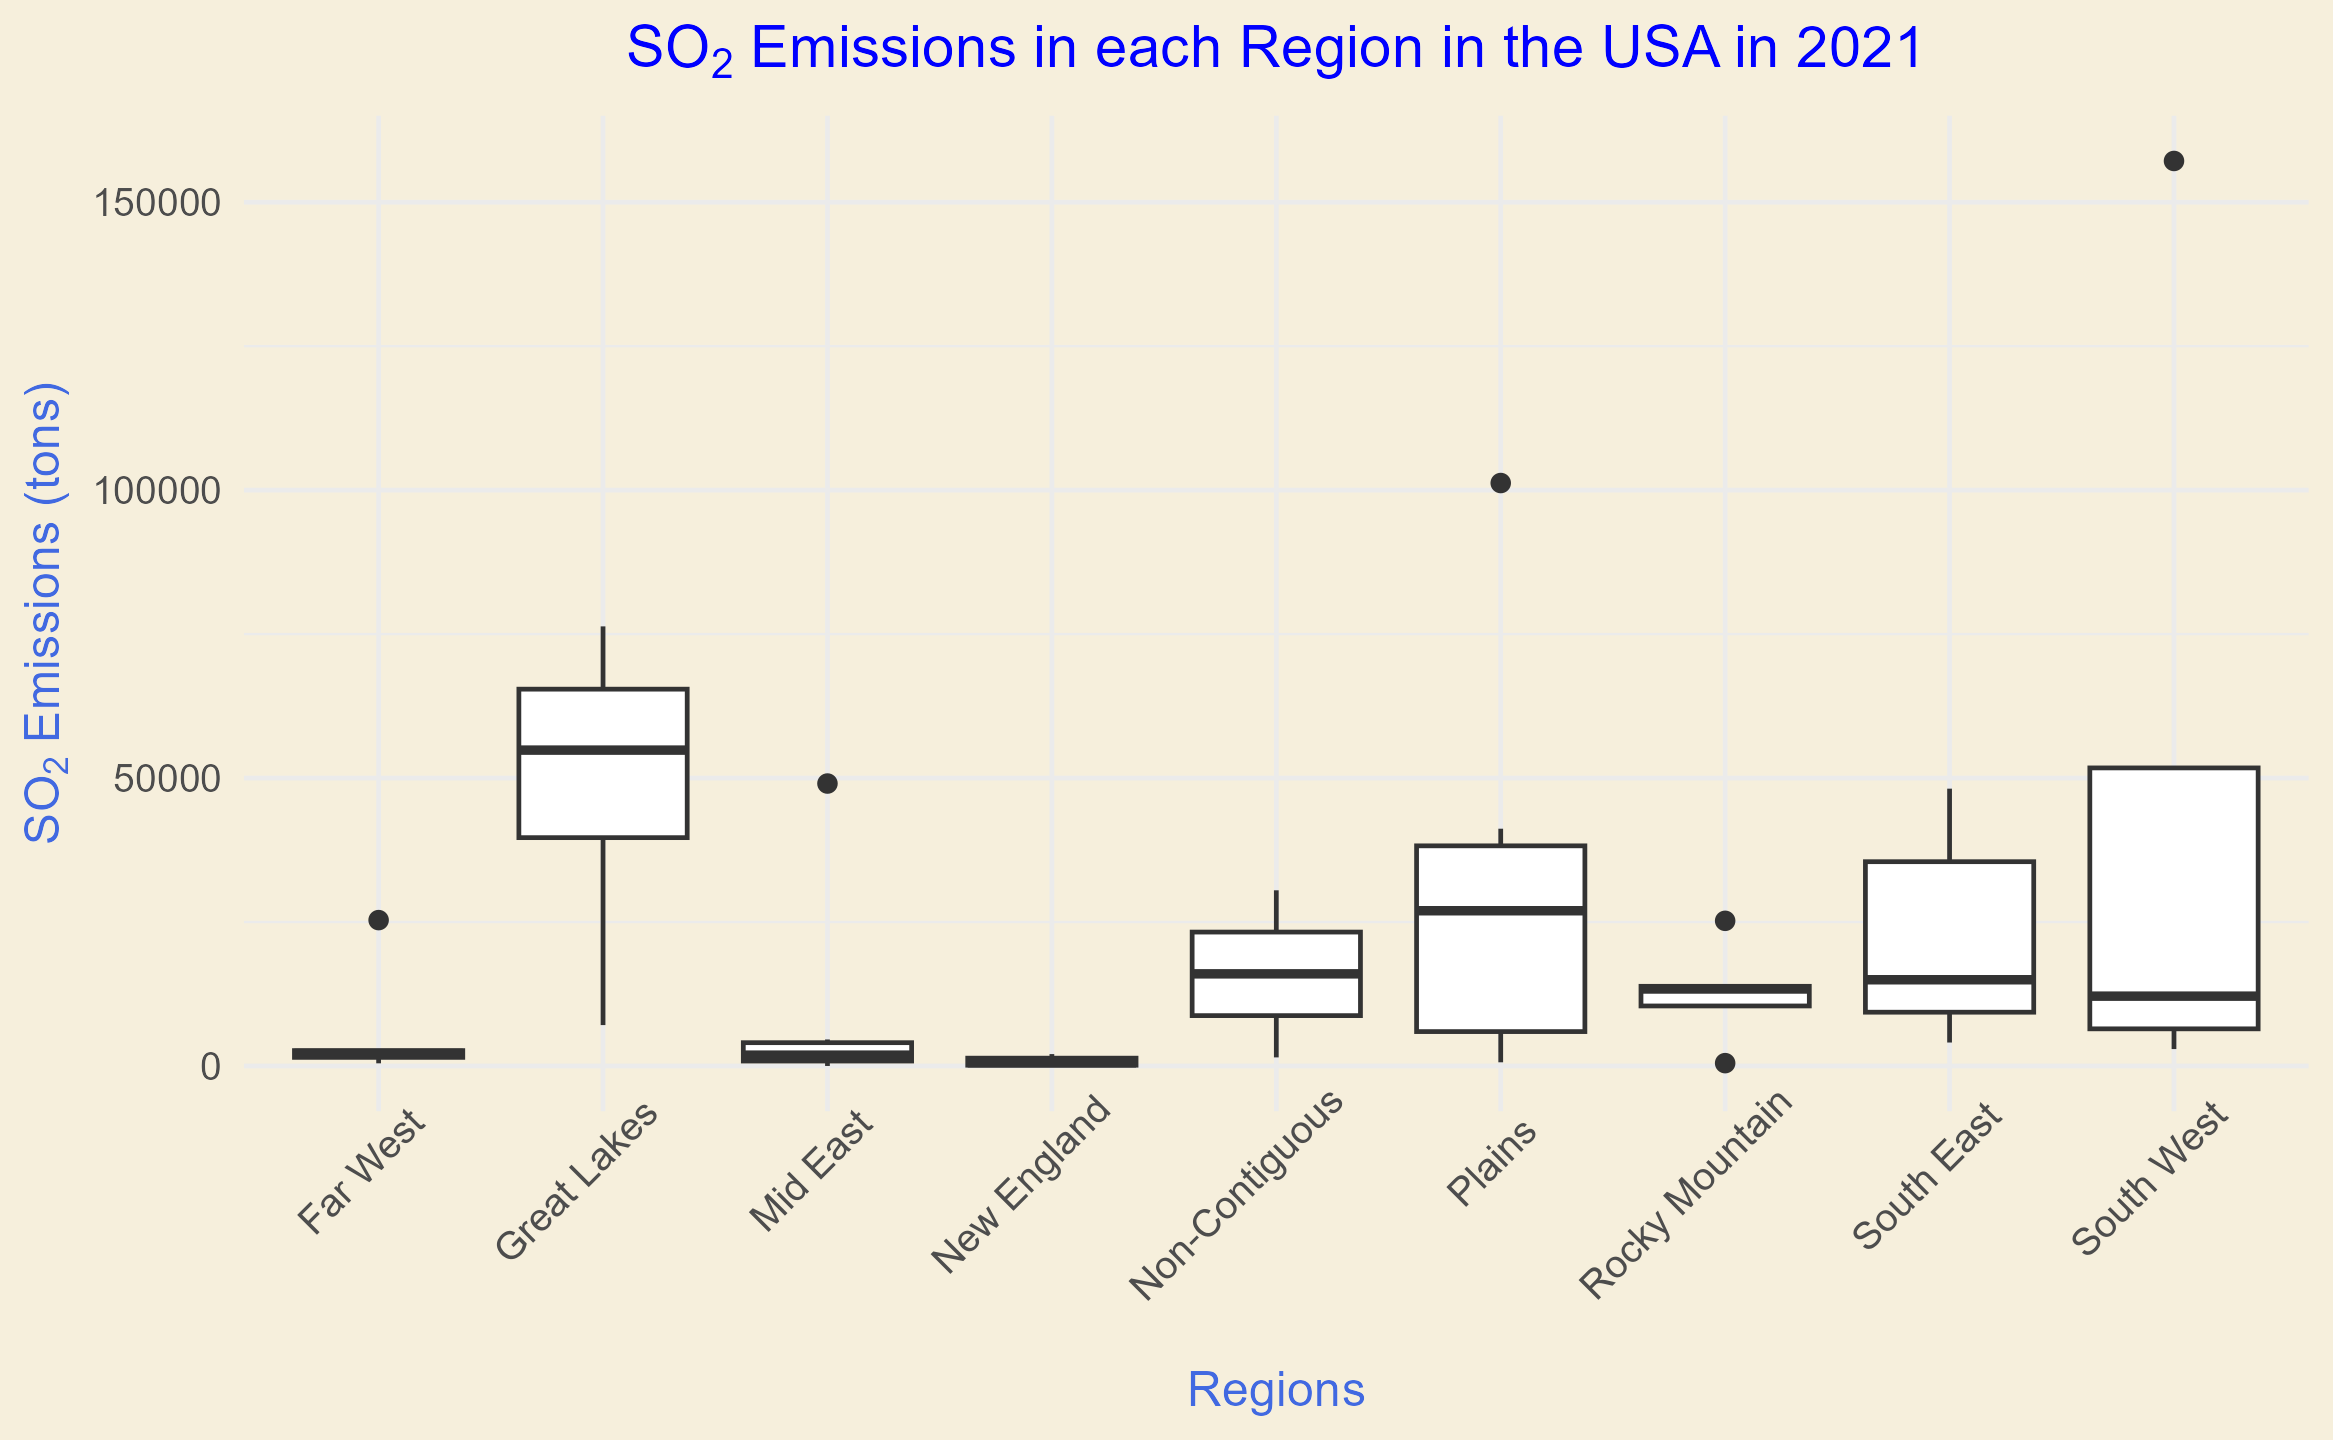 SO₂ Emissions in each Region in the USA in 2021
SO₂ Emissions (tons)
150000
100000
50000
0
Far West
Great Lakes
Mid East
New England
Non-Contiguous
Plains
Rocky Mountain
South East
South West
Regions